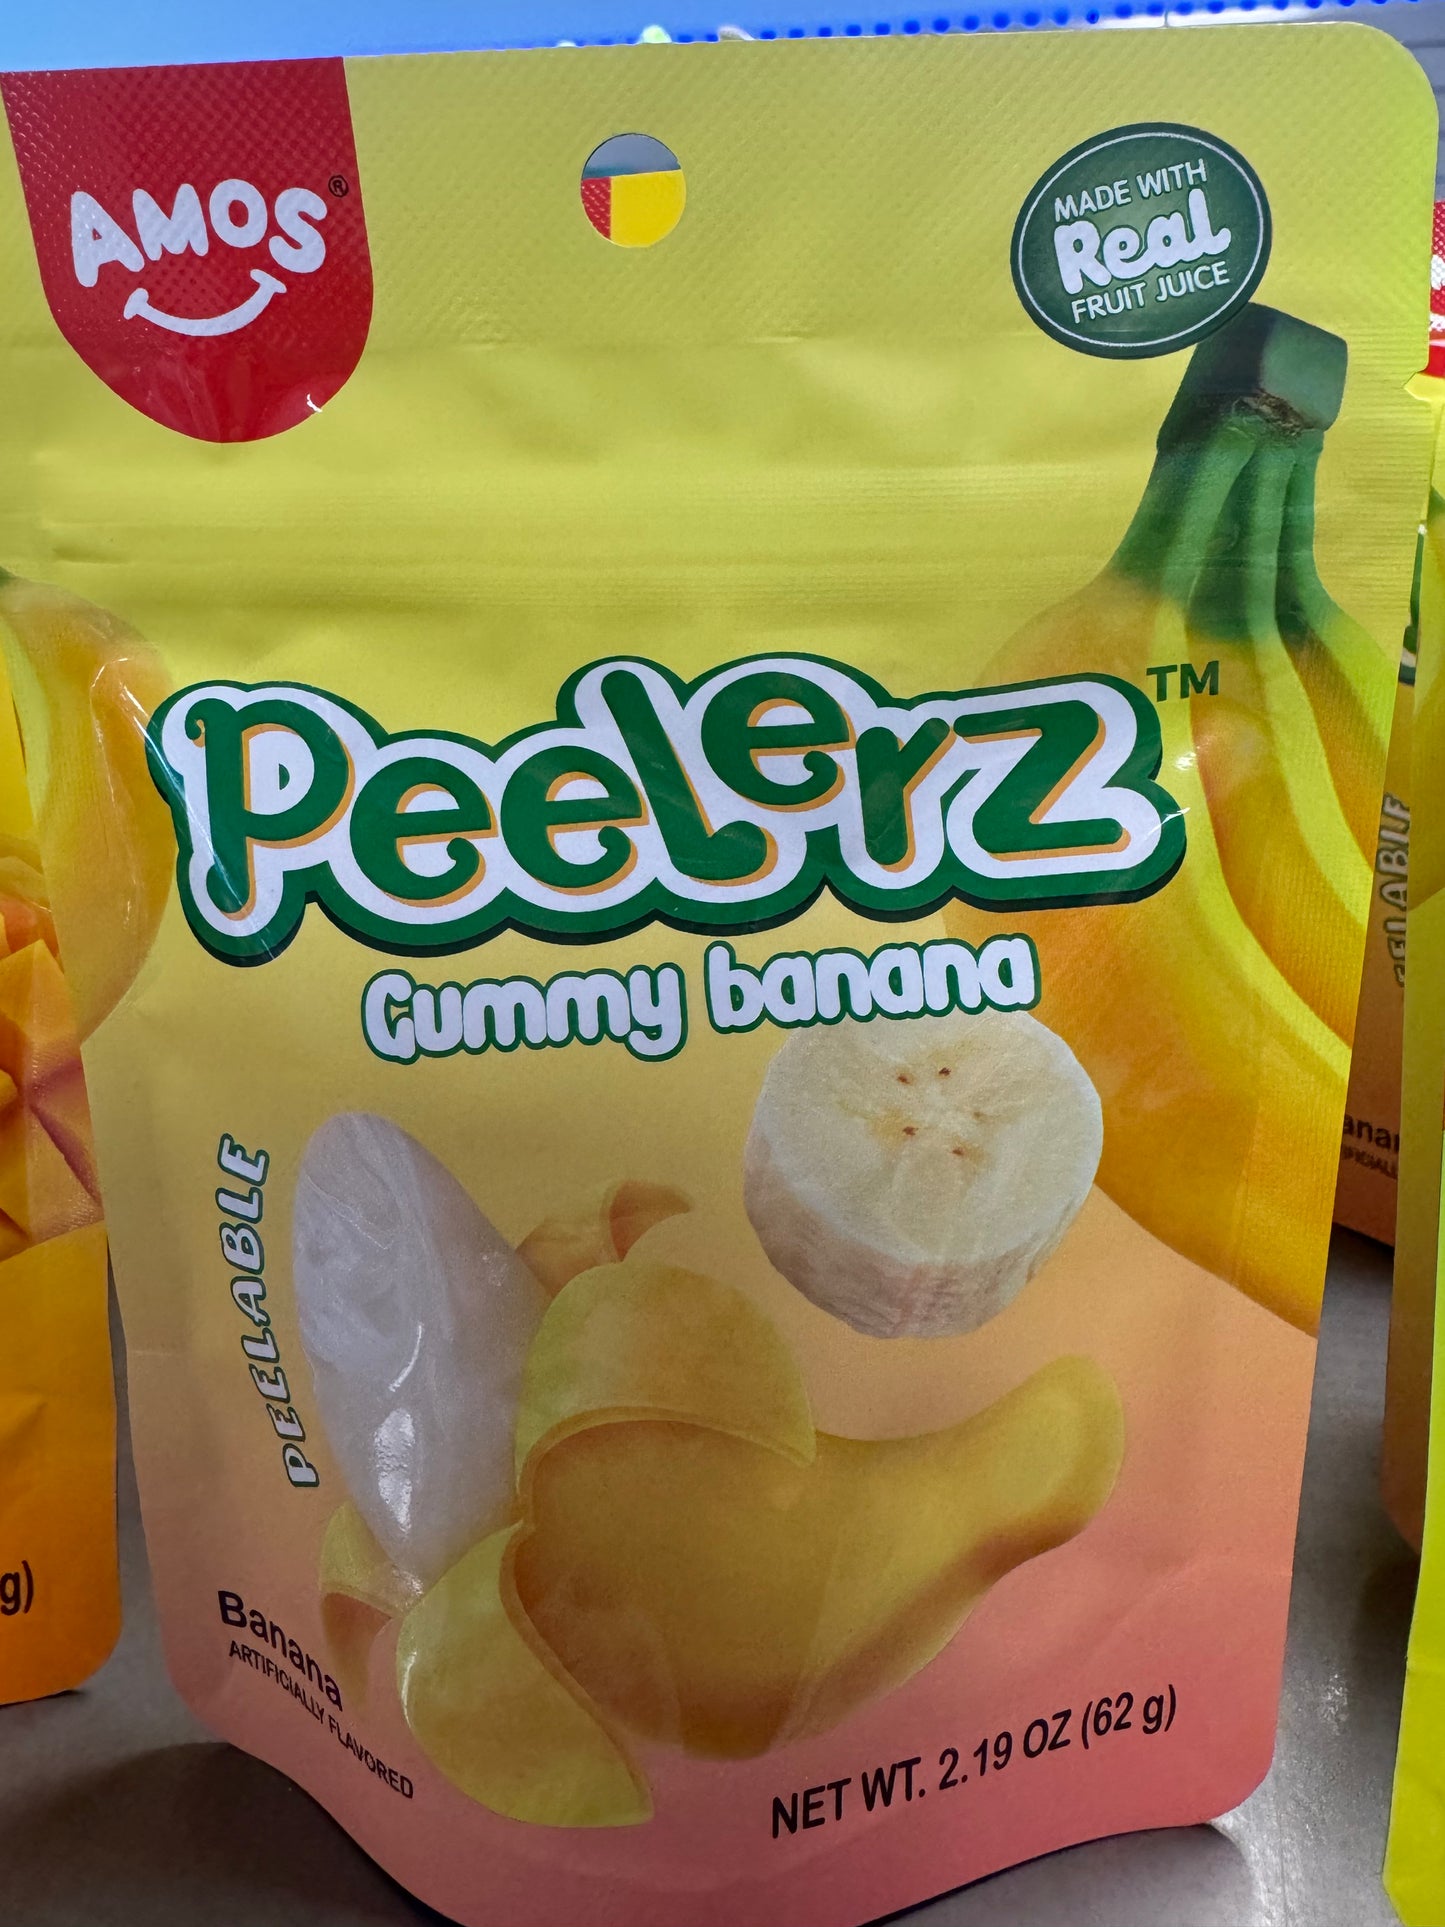 AMOS®
MADE WITH
Real
FRUIT JUICE
Peelerz™
Gummy banana
PEELABLE
Banana
ARTIFICIALLY FLAVORED
NET WT. 2.19 OZ (62 g)
g)